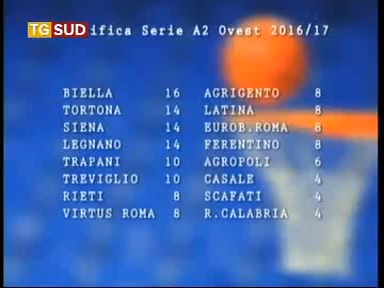 TG SUD ifica Serie A2 Ovest 2016/17
BIELLA 16 AGRIGENTO 8
TORTONA 14 LATINA 8
SIENA 14 EUROB.ROMA 8
LEGNANO 14 FERENTINO 8
TRAPANI 10 AGROPOLI 6
TREVIGLIO 10 CASALE 4
RIETI 8 SCAFATI 4
VIRTUS ROMA 8 R.CALABRIA 4